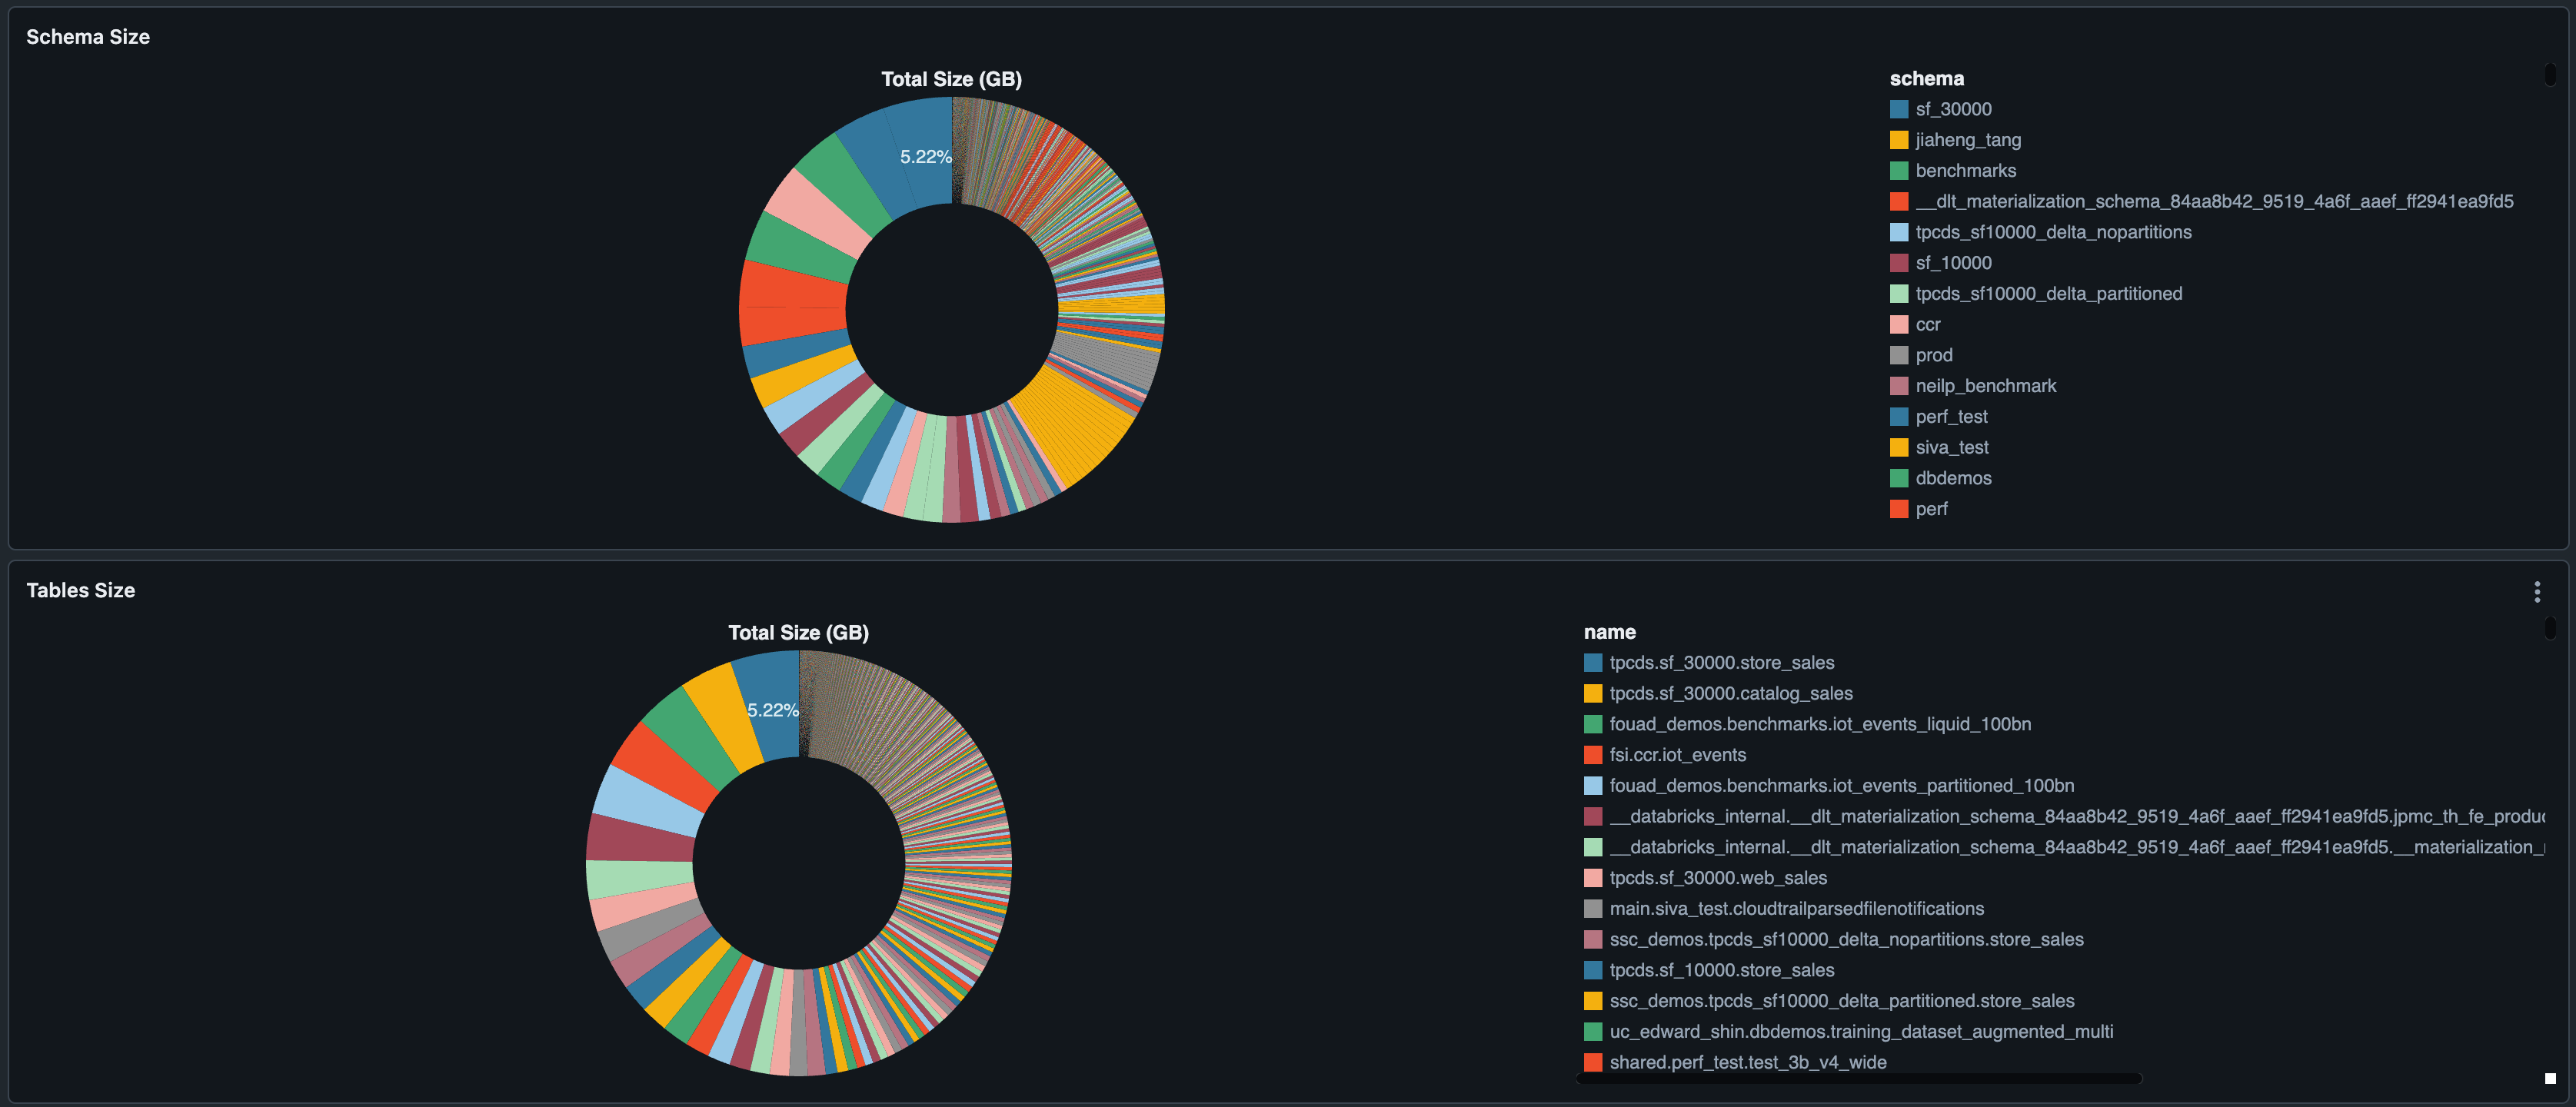 Schema Size
Total Size (GB)
5.22%
schema
sf_30000
jiaheng_tang
benchmarks
__dlt_materialization_schema_84aa8b42_9519_4a6f_aaef_ff2941ea9fd5
tpcds_sf10000_delta_nopartitions
sf_10000
tpcds_sf10000_delta_partitioned
ccr
prod
neilp_benchmark
perf_test
siva_test
dbdemos
perf
Tables Size
Total Size (GB)
5.22%
name
tpcds.sf_30000.store_sales
tpcds.sf_30000.catalog_sales
fouad_demos.benchmarks.iot_events_liquid_100bn
fsi.ccr.iot_events
fouad_demos.benchmarks.iot_events_partitioned_100bn
__databricks_internal.__dlt_materialization_schema_84aa8b42_9519_4a6f_aaef_ff2941ea9fd5.jpmc_th_fe_produc
__databricks_internal.__dlt_materialization_schema_84aa8b42_9519_4a6f_aaef_ff2941ea9fd5.__materialization_
tpcds.sf_30000.web_sales
main.siva_test.cloudtrailparsedfilenotifications
ssc_demos.tpcds_sf10000_delta_nopartitions.store_sales
tpcds.sf_10000.store_sales
ssc_demos.tpcds_sf10000_delta_partitioned.store_sales
uc_edward_shin.dbdemos.training_dataset_augmented_multi
shared.perf_test.test_3b_v4_wide